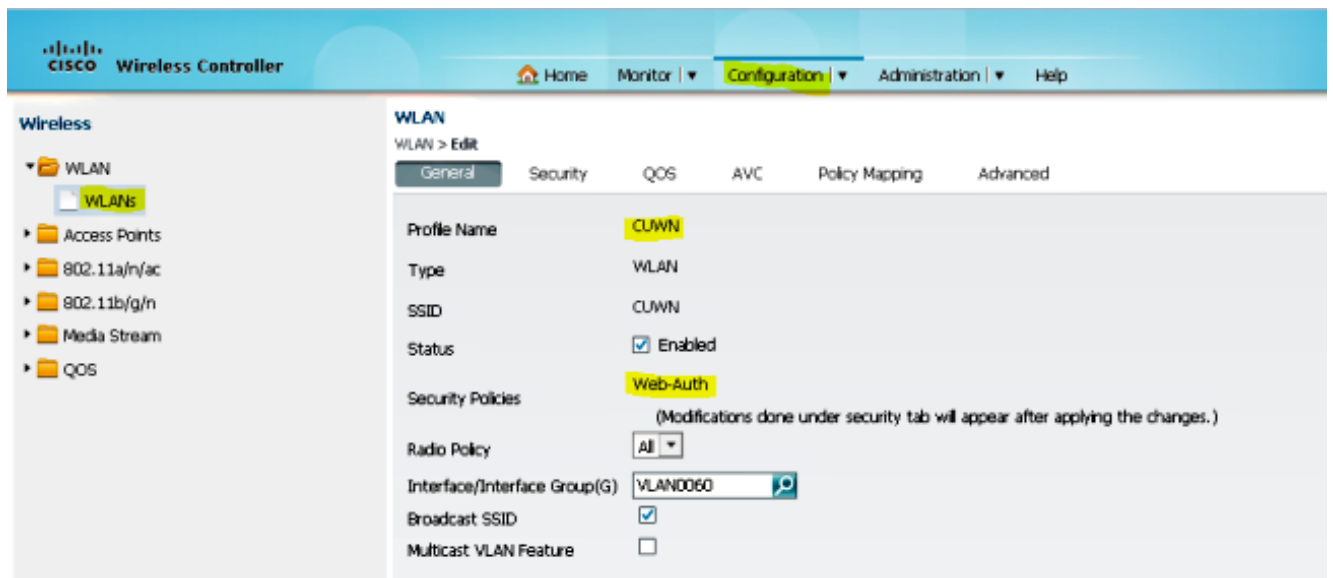 CISCO Wireless Controller
Home Monitor Configuration Administration Help
Wireless
WLAN
WLANs
Access Points
802.11a/n/ac
802.11b/g/n
Media Stream
QOS
WLAN
WLAN > Edit
General Security QOS AVC Policy Mapping Advanced
Profile Name CUWN
Type WLAN
SSID CUWN
Status Enabled
Security Policies Web-Auth
(Modifications done under security tab will appear after applying the changes.)
Radio Policy All
Interface/Interface Group(G) VLAN0060
Broadcast SSID
Multicast VLAN Feature